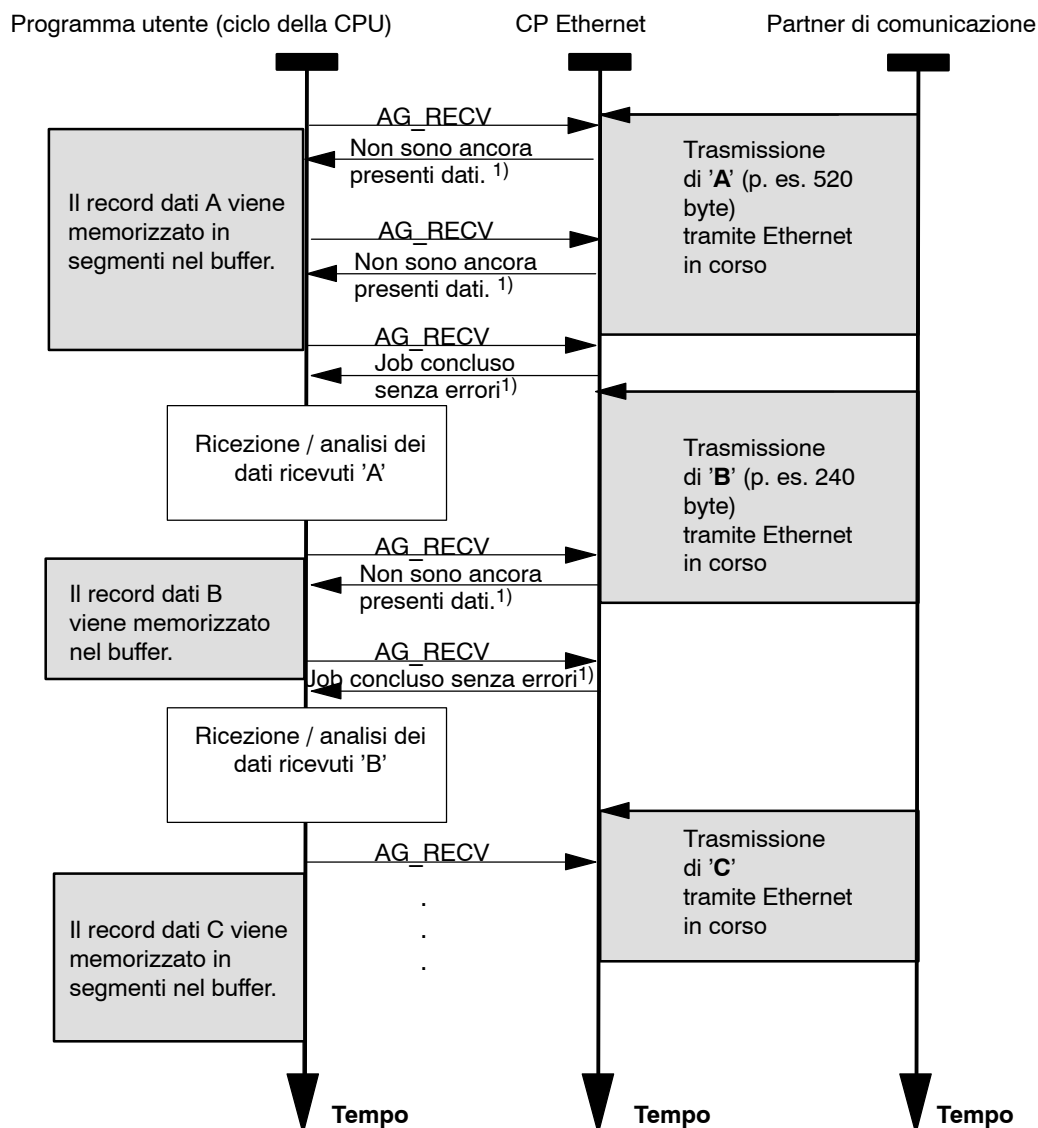 Programma utente (ciclo della CPU)
CP Ethernet
Partner di comunicazione
AG_RECV
Non sono ancora
presenti dati. 1)
Il record dati A viene
memorizzato in
segmenti nel buffer.
AG_RECV
Non sono ancora
presenti dati. 1)
AG_RECV
Job concluso
senza errori1)
Trasmissione
di ’A’ (p. es. 520
byte)
tramite Ethernet
in corso
Ricezione / analisi dei
dati ricevuti ’A’
Trasmissione
di ’B’ (p. es. 240
byte)
tramite Ethernet
in corso
AG_RECV
Non sono ancora
presenti dati.1)
Il record dati B
viene memorizzato
nel buffer.
AG_RECV
Job concluso senza errori1)
Ricezione / analisi dei
dati ricevuti ’B’
AG_RECV
.
.
.
Trasmissione
di ’C’
tramite Ethernet
in corso
Il record dati C viene
memorizzato in
segmenti nel buffer.
Tempo
Tempo
Tempo